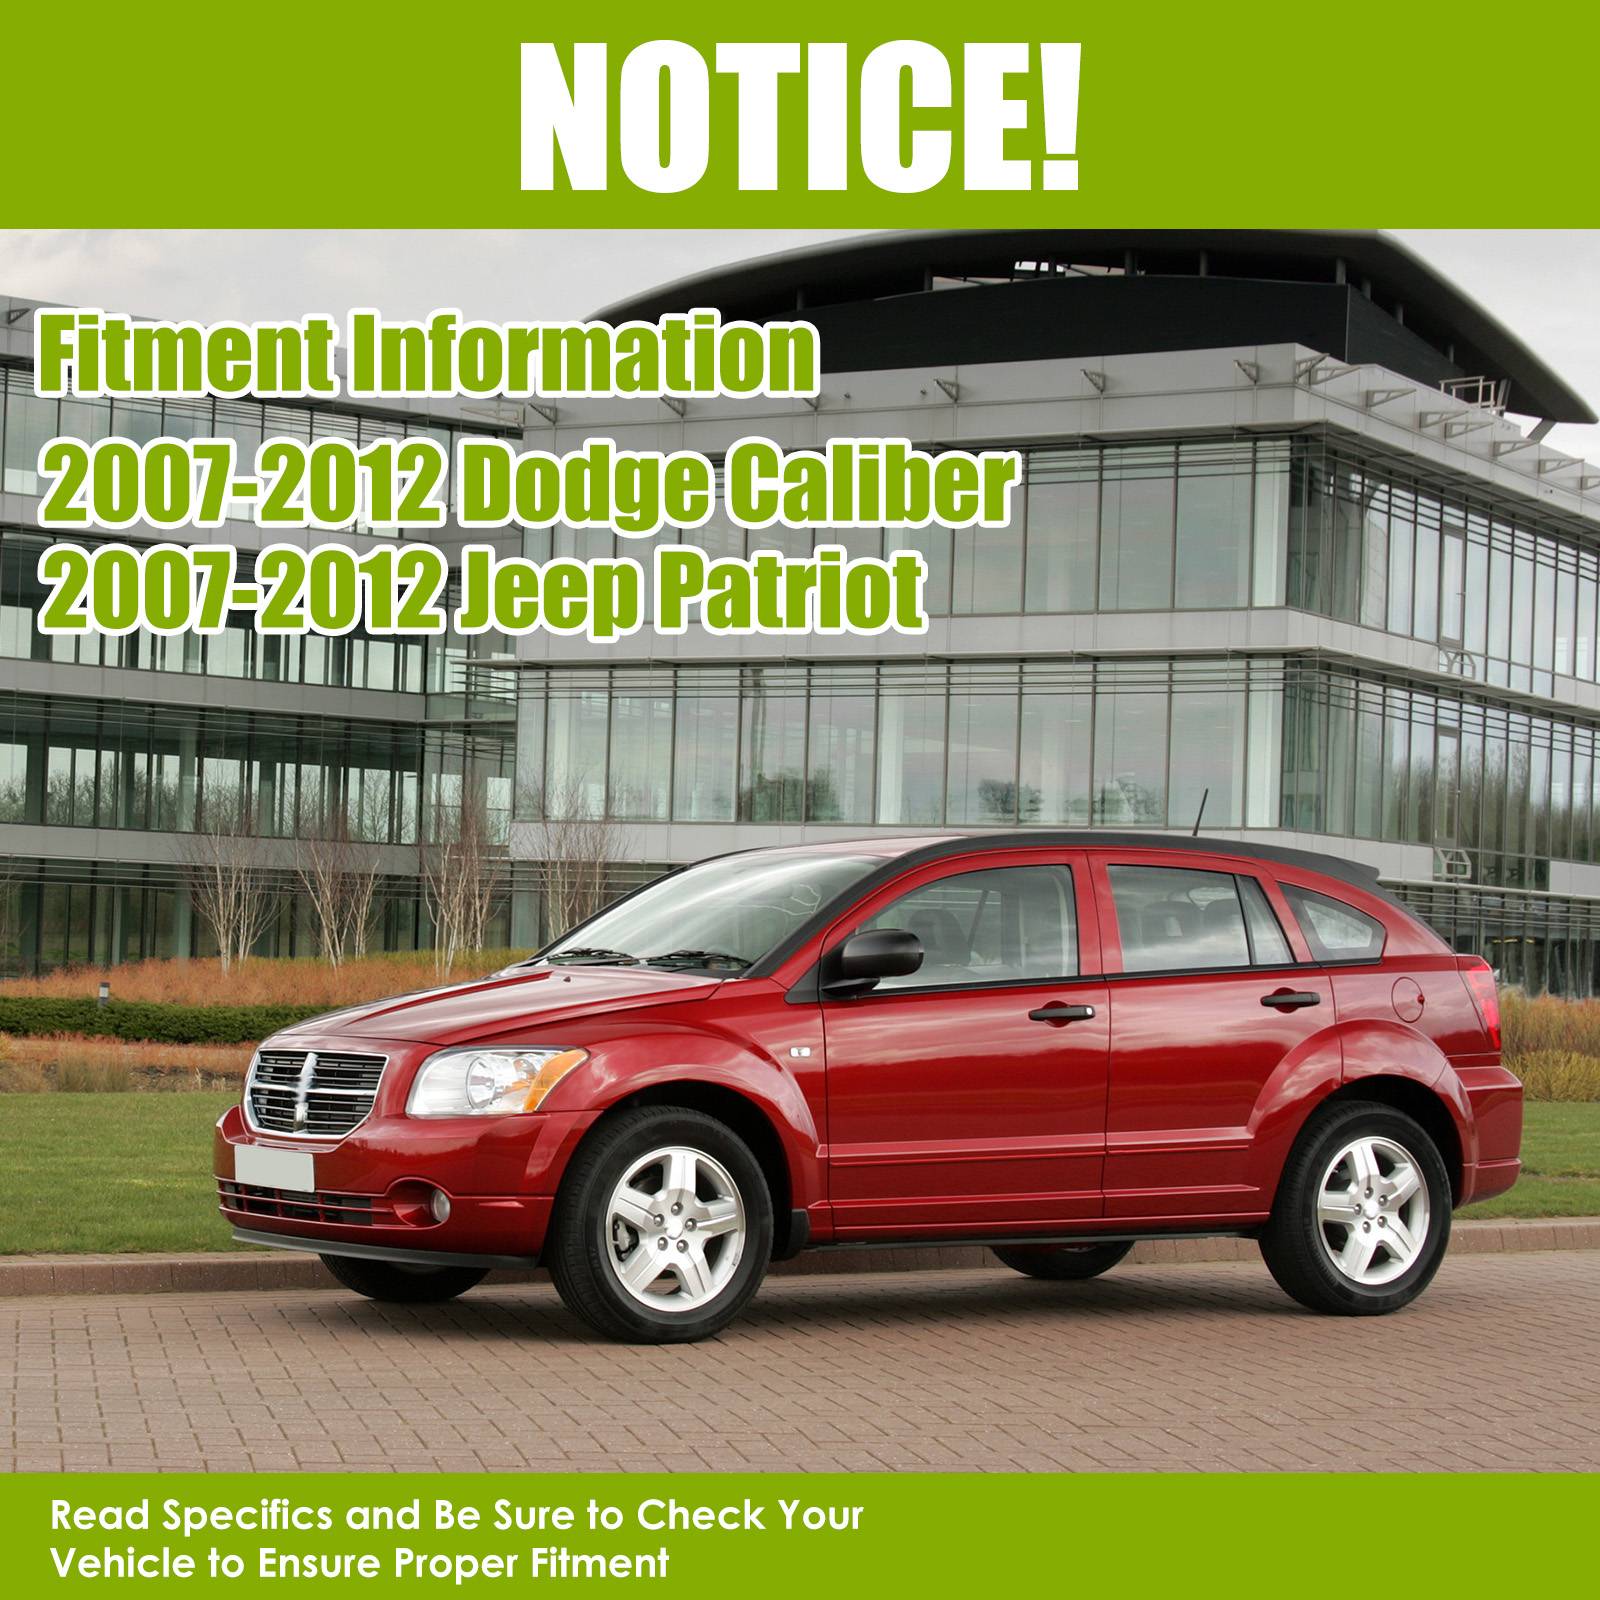 NOTICE!
Fitment Information
2007-2012 Dodge Caliber
2007-2012 Jeep Patriot
Read Specifics and Be Sure to Check Your
Vehicle to Ensure Proper Fitment